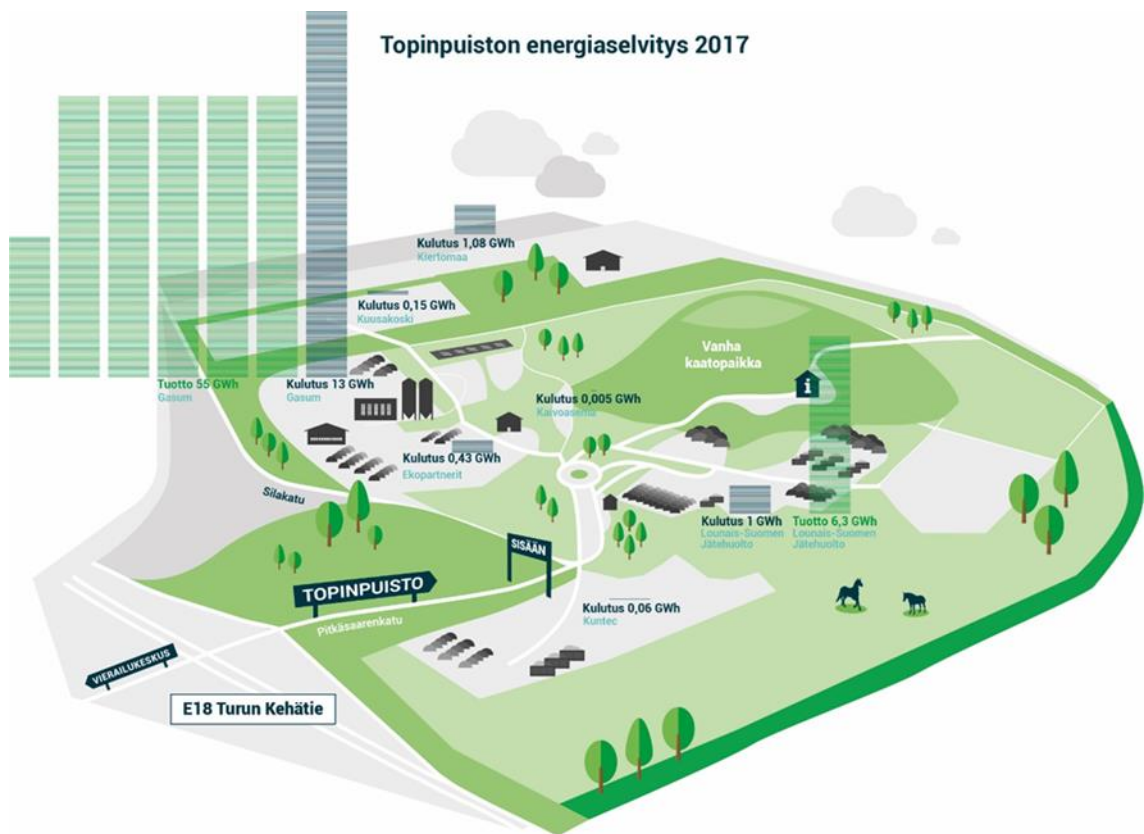 Topinpuiston energiaselvitys 2017
Kulutus 1,08 GWh
Kiertomaa
Kulutus 0,15 GWh
Kuusakoski
Vanha
kaatopaikka
Tuotto 55 GWh
Gasum
Kulutus 13 GWh
Gasum
i
Kulutus 0,005 GWh
Kaivoasema
Kulutus 0,43 GWh
Ekopartnerit
Silakatu
Kulutus 1 GWh
Lounais-Suomen
Jätehuolto
Tuotto 6,3 GWh
Lounais-Suomen
Jätehuolto
SISÄÄN
TOPINPUISTO
Kulutus 0,06 GWh
Kuntec
Pitkäsaarenkatu
VIERAILUKESKUS
E18 Turun Kehätie